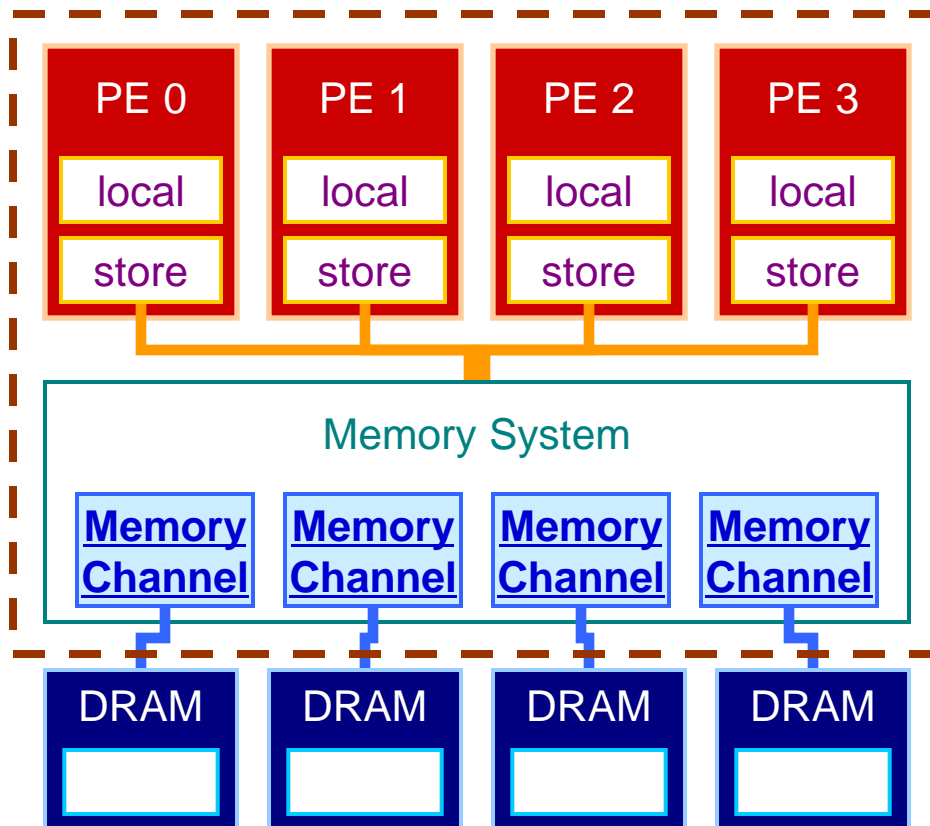 PE 0 PE 1 PE 2 PE 3
local local local local
store store store store
Memory System
Memory Memory Memory Memory
Channel Channel Channel Channel
DRAM DRAM DRAM DRAM